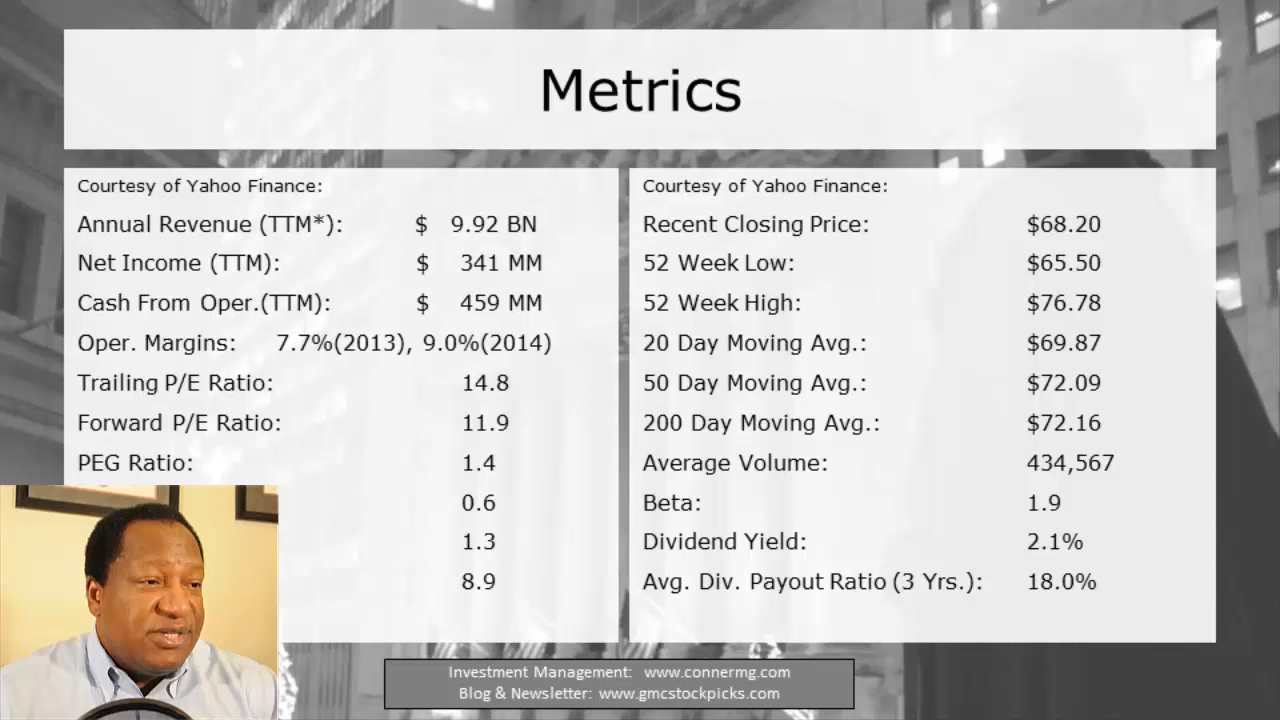 Metrics
Courtesy of Yahoo Finance:
Annual Revenue (TTM*): $ 9.92 BN
Net Income (TTM): $ 341 MM
Cash From Oper.(TTM): $ 459 MM
Oper. Margins: 7.7%(2013), 9.0%(2014)
Trailing P/E Ratio: 14.8
Forward P/E Ratio: 11.9
PEG Ratio: 1.4
0.6
1.3
8.9
Courtesy of Yahoo Finance:
Recent Closing Price: $68.20
52 Week Low: $65.50
52 Week High: $76.78
20 Day Moving Avg.: $69.87
50 Day Moving Avg.: $72.09
200 Day Moving Avg.: $72.16
Average Volume: 434,567
Beta: 1.9
Dividend Yield: 2.1%
Avg. Div. Payout Ratio (3 Yrs.): 18.0%
Investment Management: www.connermg.com
Blog & Newsletter: www.gmcstockpicks.com